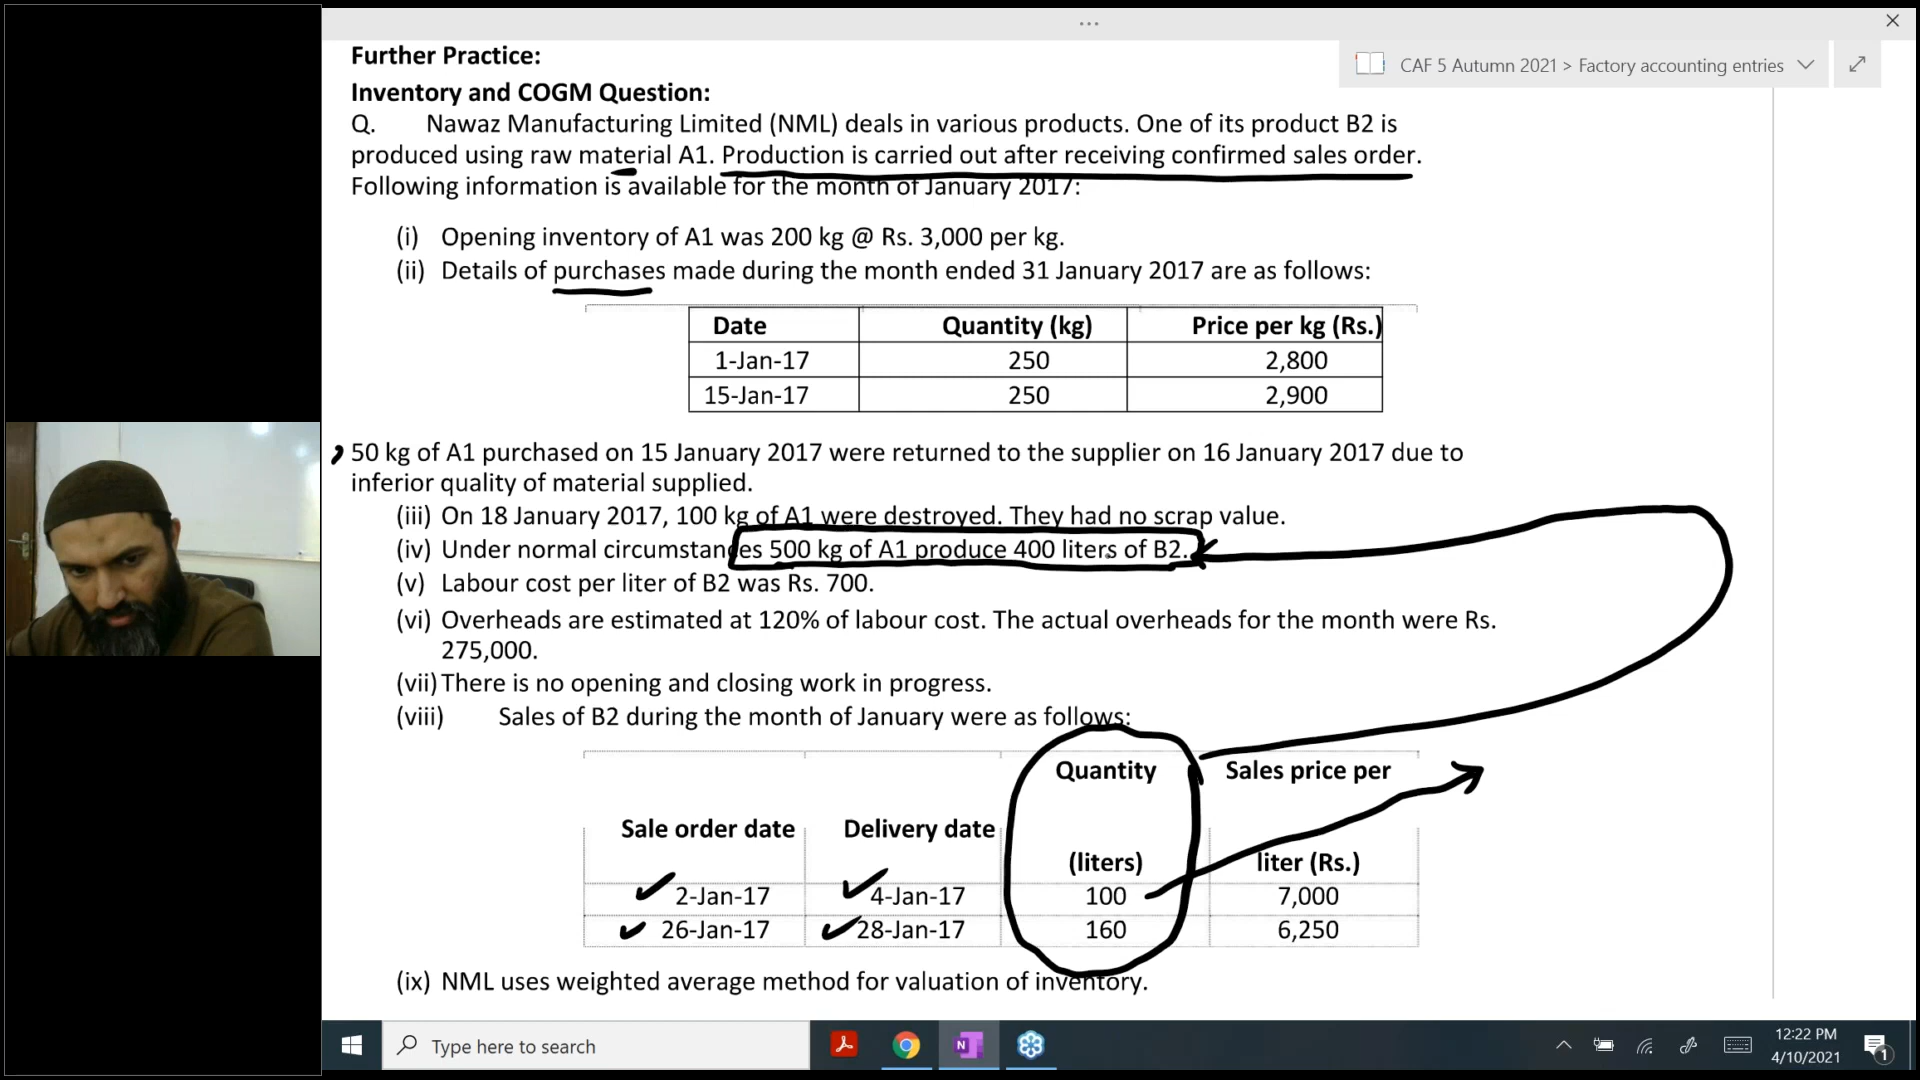 Further Practice:
CAF 5 Autumn 2021 > Factory accounting entries
Inventory and COGM Question:
Q. Nawaz Manufacturing Limited (NML) deals in various products. One of its product B2 is
produced using raw material A1. Production is carried out after receiving confirmed sales order.
Following information is available for the month of January 2017:
(i) Opening inventory of A1 was 200 kg @ Rs. 3,000 per kg.
(ii) Details of purchases made during the month ended 31 January 2017 are as follows:
Date Quantity (kg) Price per kg (Rs.)
1-Jan-17 250 2,800
15-Jan-17 250 2,900
50 kg of A1 purchased on 15 January 2017 were returned to the supplier on 16 January 2017 due to
inferior quality of material supplied.
(iii) On 18 January 2017, 100 kg of A1 were destroyed. They had no scrap value.
(iv) Under normal circumstances 500 kg of A1 produce 400 liters of B2.
(v) Labour cost per liter of B2 was Rs. 700.
(vi) Overheads are estimated at 120% of labour cost. The actual overheads for the month were Rs.
275,000.
(vii) There is no opening and closing work in progress.
(viii) Sales of B2 during the month of January were as follows:
Quantity Sales price per
Sale order date Delivery date
(liters) liter (Rs.)
2-Jan-17 4-Jan-17 100 7,000
26-Jan-17 28-Jan-17 160 6,250
(ix) NML uses weighted average method for valuation of inventory.
Type here to search
12:22 PM
4/10/2021
1